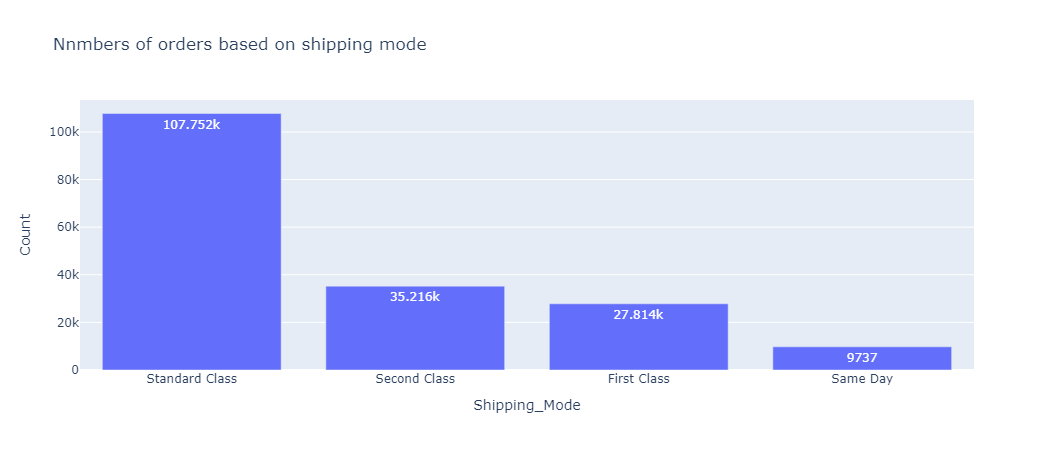 Nnmbers of orders based on shipping mode
100k
80k
60k
40k
20k
0
Count
107.752k
35.216k
27.814k
9737
Standard Class
Second Class
First Class
Same Day
Shipping_Mode